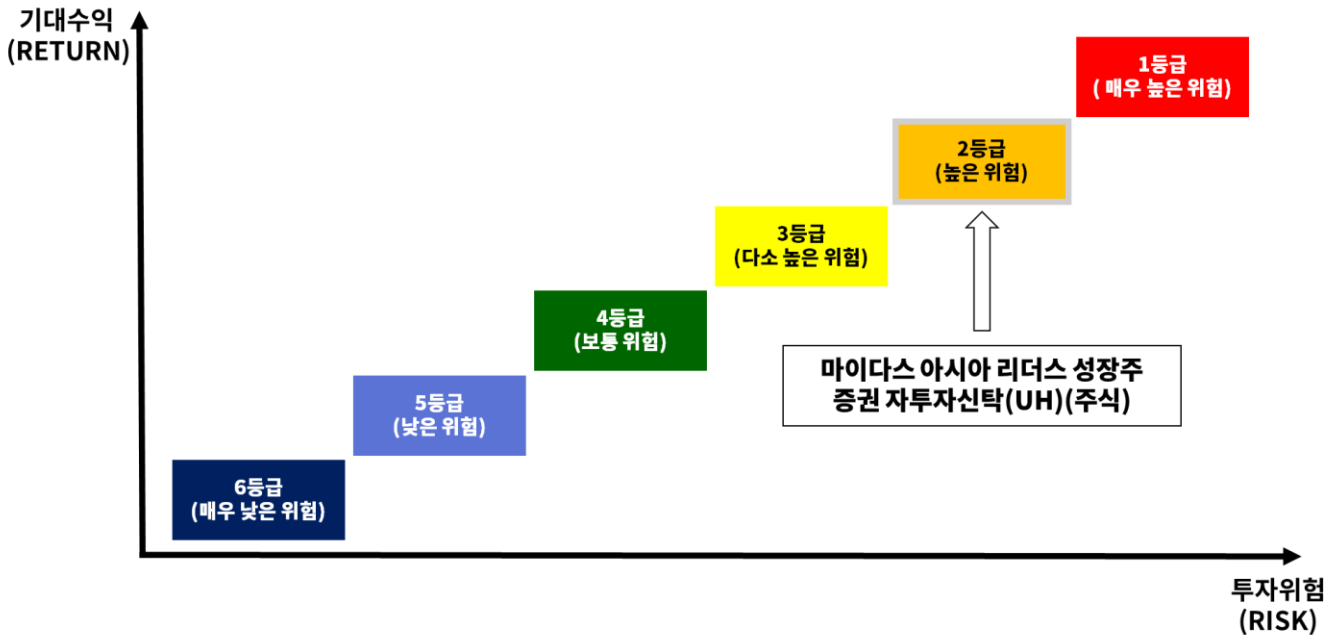 기대수익
(RETURN)
1등급
( 매우 높은 위험)
2등급
(높은 위험)
3등급
(다소 높은 위험)
4등급
(보통 위험)
마이다스 아시아 리더스 성장주
증권 자투자신탁(UH)(주식)
5등급
(낮은 위험)
6등급
(매우 낮은 위험)
투자위험
(RISK)